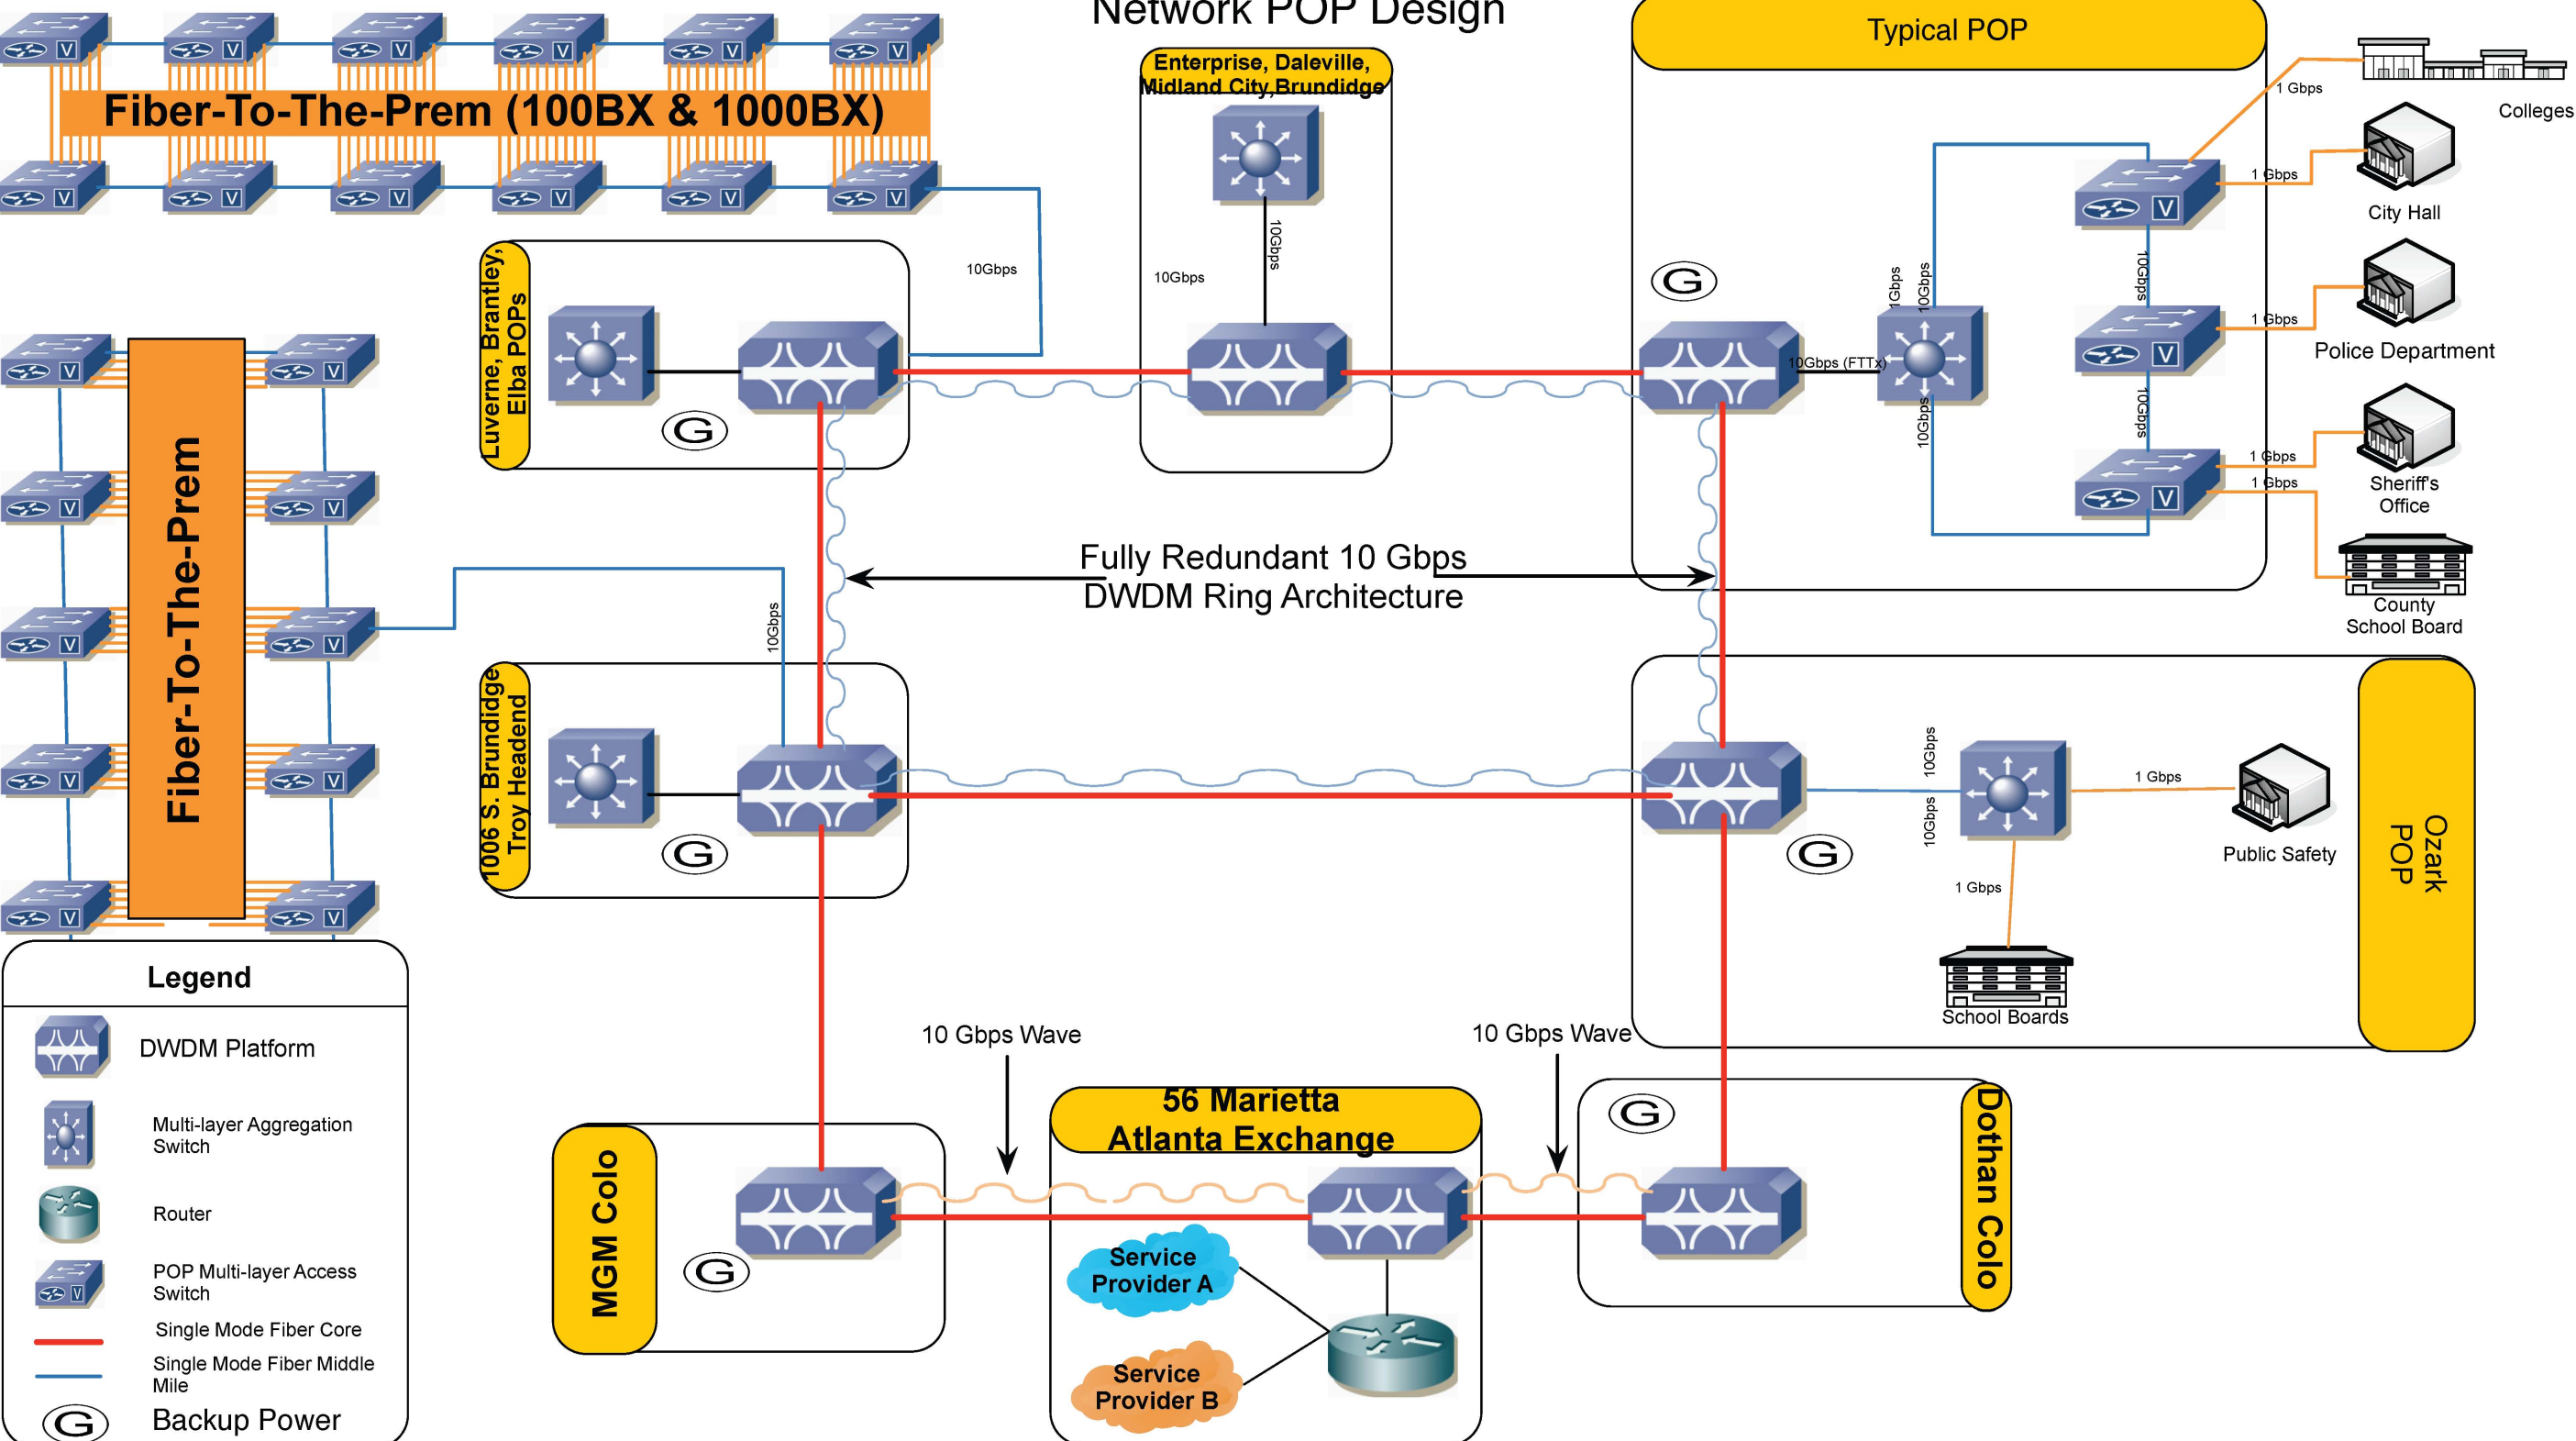 Network POP Design
Fiber-To-The-Prem (100BX & 1000BX)
V
V
V
V
V
V
V
V
V
V
V
V
10Gbps
Enterprise, Daleville,
Midland City,Brundidge
10Gbps
10Gbps
Typical POP
G
10Gbps (FTTx)
1Gbps
10Gbps
10Gbps
10Gbps
10Gbps
V
V
V
1 Gbps
Colleges
1 Gbps
City Hall
1 Gbps
Police Department
1 Gbps
Sheriff's
Office
1 Gbps
County
School Board
Luverne, Brantley,
Elba POPs
G
Fiber-To-The-Prem
V
V
V
V
V
V
V
V
V
V
10Gbps
Fully Redundant 10 Gbps
DWDM Ring Architecture
1006 S. Brundidge
Troy Headend
G
G
10Gbps
10Gbps
1 Gbps
Public Safety
1 Gbps
School Boards
Ozark
POP
10 Gbps Wave
10 Gbps Wave
MGM Colo
G
56 Marietta
Atlanta Exchange
Service
Provider A
Service
Provider B
G
Dothan Colo
Legend
DWDM Platform
Multi-layer Aggregation
Switch
Router
POP Multi-layer Access
Switch
V
Single Mode Fiber Core
Single Mode Fiber Middle
Mile
G
Backup Power